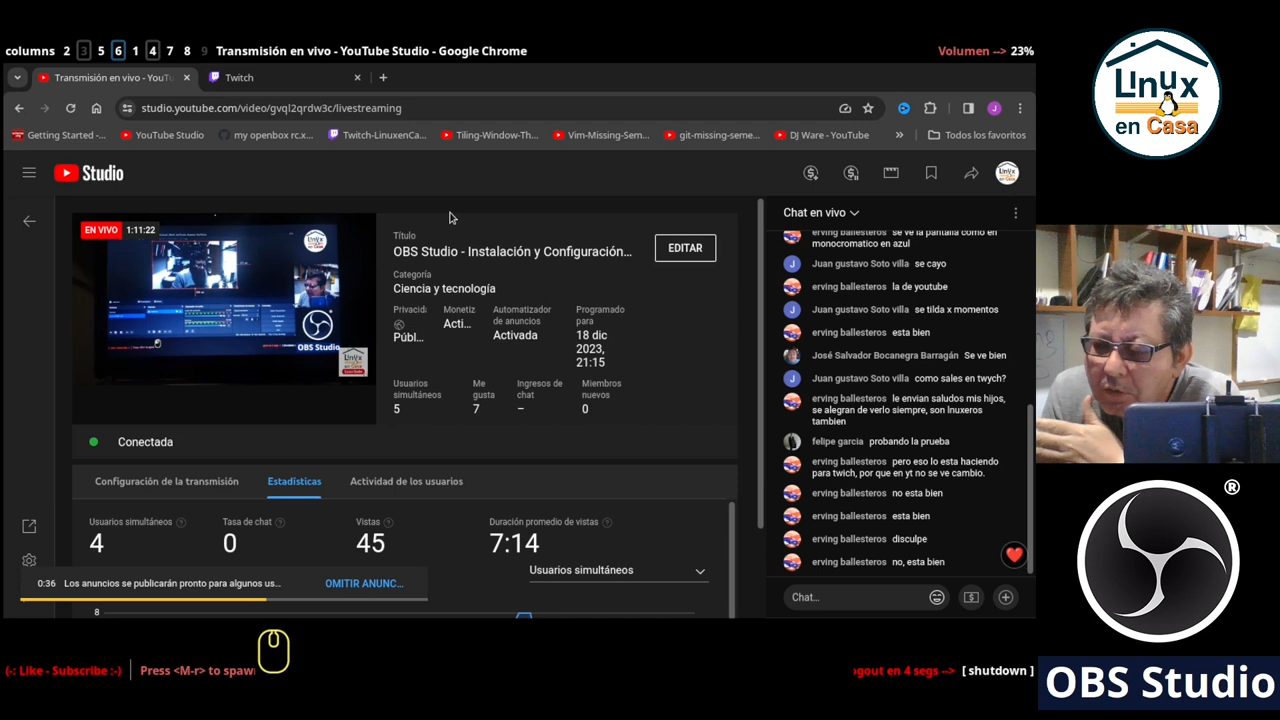 columns 2 3 5 6 1 4 7 8 9 Transmisión en vivo - YouTube Studio - Google Chrome
Volumen --> 23%
Transmisión en vivo - YouTu
Twitch
studio.youtube.com/video/gvql2qrdw3c/livestreaming
Getting Started -...
YouTube Studio
my openbox rc.x...
Twitch-LinuxenCa...
Tiling-Window-Th...
Vim-Missing-Sem...
git-missing-seme...
DJ Ware - YouTube
Todos los favoritos
Studio
EN VIVO 1:11:22
OBS Studio
Título
OBS Studio - Instalación y Configuración...
EDITAR
Categoría
Ciencia y tecnología
Privacid:
Públ...
Monetiz
Acti...
Automatizador
de anuncios
Activada
Programado
para
18 dic
2023,
21:15
Usuarios
simultáneos
5
Me
gusta
7
Ingresos de
chat
–
Miembros
nuevos
0
Conectada
Configuración de la transmisión
Estadísticas
Actividad de los usuarios
Usuarios simultáneos
4
Tasa de chat
0
Vistas
45
Duración promedio de vistas
7:14
Usuarios simultáneos
0:36 Los anuncios se publicarán pronto para algunos us...
OMITIR ANUNC...
8
Chat en vivo
erving ballesteros se ve la pantalla como en
monocromatico en azul
Juan gustavo Soto villa se cayo
erving ballesteros la de youtube
Juan gustavo Soto villa se tilda x momentos
erving ballesteros esta bien
José Salvador Bocanegra Barragán Se ve bien
Juan gustavo Soto villa como sales en twych?
erving ballesteros le envian saludos mis hijos,
se alegran de verlo siempre, son lnuxeros
tambien
felipe garcia probando la prueba
erving ballesteros pero eso lo esta haciendo
para twich, por que en yt no se ve cambio.
erving ballesteros no esta bien
erving ballesteros esta bien
erving ballesteros disculpe
erving ballesteros no, esta bien
Chat...
(-: Like - Subscribe :-)
Press <M-r> to spaw
ogout en 4 segs -->
[ shutdown ]
Linux
en Casa
®
OBS Studio